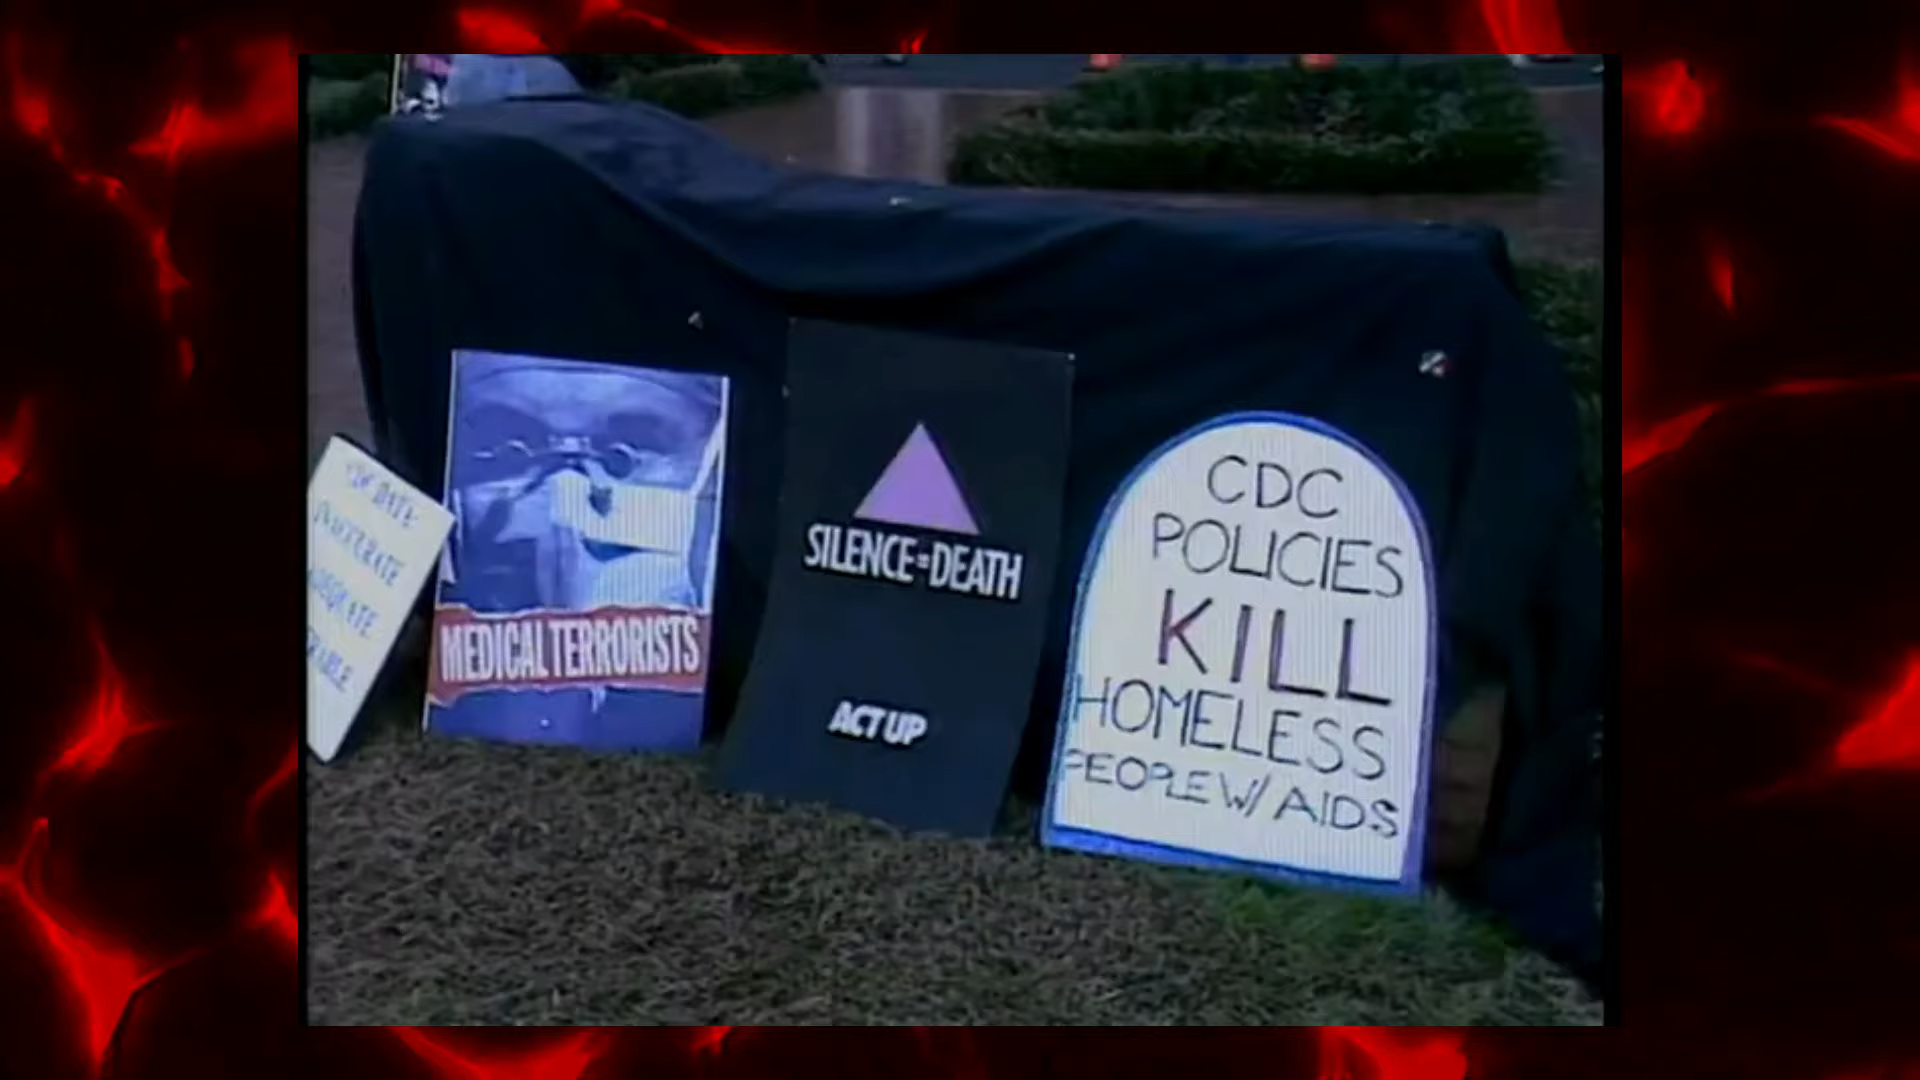 MEDICAL TERRORISTS
SILENCE=DEATH
ACT UP
CDC
POLICIES
KILL
HOMELESS
PEOPLE W/ AIDS